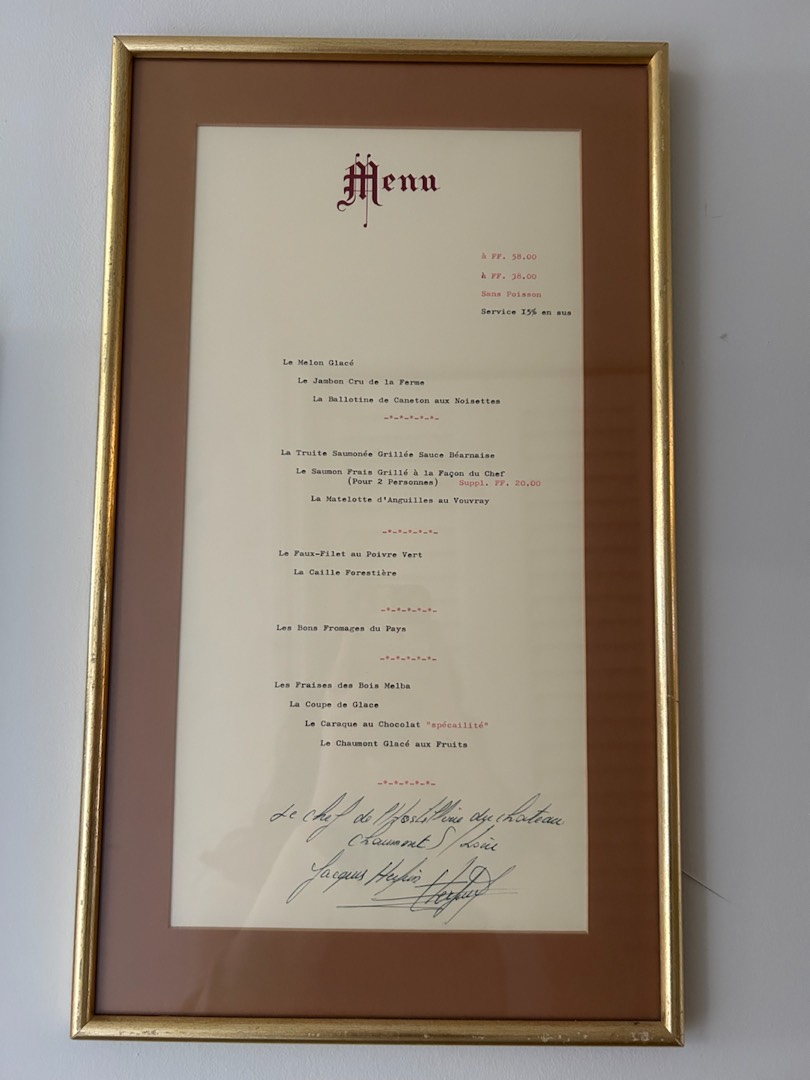 Menu
à FF. 58.00
à FF. 38.00
Sans Poisson
Service I5% en sus
Le Melon Glacé
Le Jambon Cru de la Ferme
La Ballotine de Caneton aux Noisettes
-*-*-*-*-*-
La Truite Saumonée Grillée Sauce Béarnaise
Le Saumon Frais Grillé à la Façon du Chef
(Pour 2 Personnes) Suppl. FF. 20.00
La Matelotte d'Anguilles au Vouvray
-*-*-*-*-*-
Le Faux-Filet au Poivre Vert
La Caille Forestière
-*-*-*-*-*-
Les Bons Fromages du Pays
-*-*-*-*-*-
Les Fraises des Bois Melba
La Coupe de Glace
Le Caraque au Chocolat "spécailité"
Le Chaumont Glacé aux Fruits
-*-*-*-*-*-
Le chef de l'Hostellerie du chateau
Chaumont S/Loire
Jacques